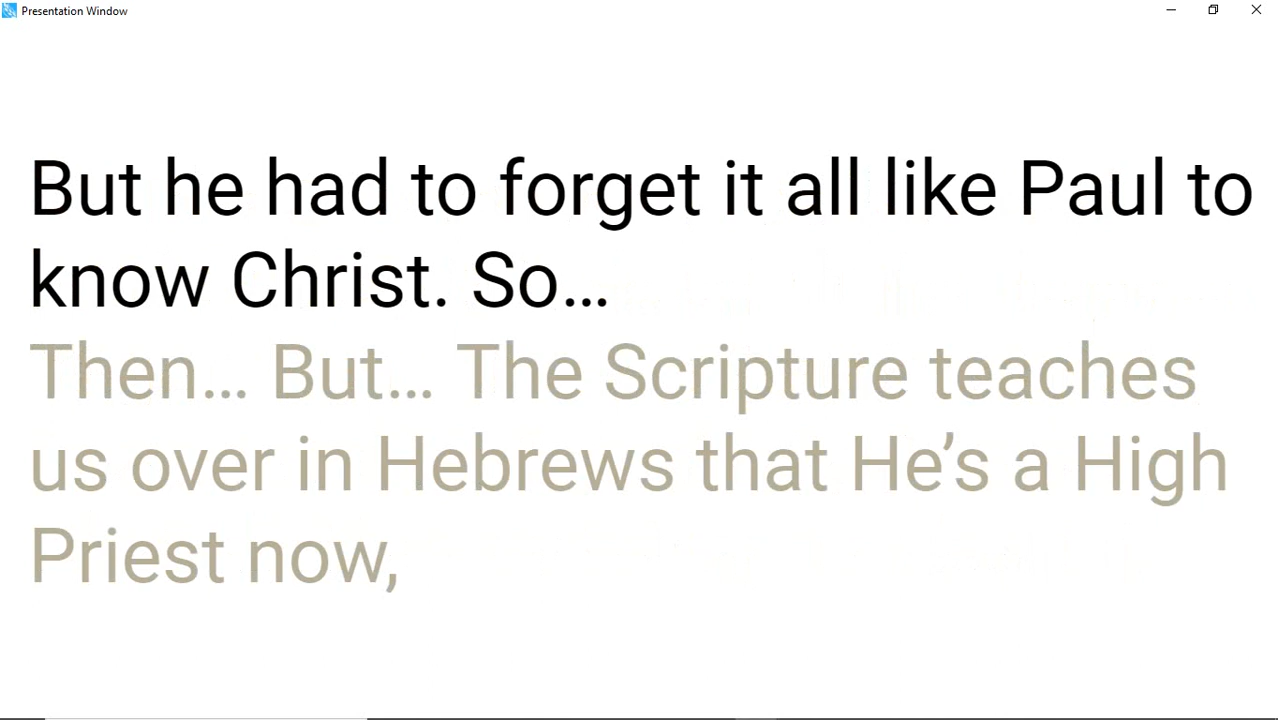 Presentation Window
But he had to forget it all like Paul to
know Christ. So…
Then… But… The Scripture teaches
us over in Hebrews that He’s a High
Priest now,